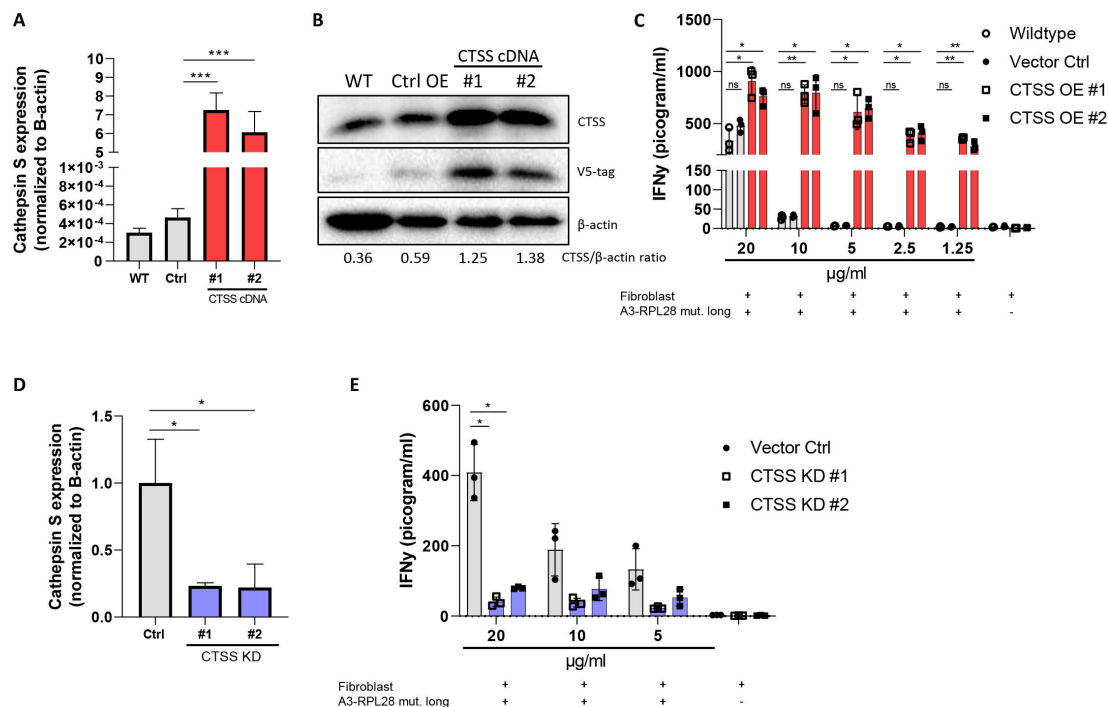 A
Cathepsin S expression
(normalized to B-actin)
10
9
8
7
6
5
1×10⁻³
8×10⁻⁴
6×10⁻⁴
4×10⁻⁴
2×10⁻⁴
0
***
***
WT
Ctrl
#1
#2
CTSS cDNA
B
CTSS cDNA
WT
Ctrl OE
#1
#2
CTSS
V5-tag
β-actin
0.36
0.59
1.25
1.38
CTSS/β-actin ratio
C
IFNy (picogram/ml)
1500
1000
500
150
100
50
0
* * * * **
* ** * * **
ns ns ns ns ns
20 10 5 2.5 1.25
µg/ml
Fibroblast + + + + + +
A3-RPL28 mut. long + + + + + -
Wildtype
Vector Ctrl
CTSS OE #1
CTSS OE #2
D
Cathepsin S expression
(normalized to B-actin)
1.5
1.0
0.5
0.0
*
*
Ctrl
#1
#2
CTSS KD
E
IFNy (picogram/ml)
600
400
200
0
*
*
20 10 5
µg/ml
Fibroblast + + + +
A3-RPL28 mut. long + + + -
Vector Ctrl
CTSS KD #1
CTSS KD #2